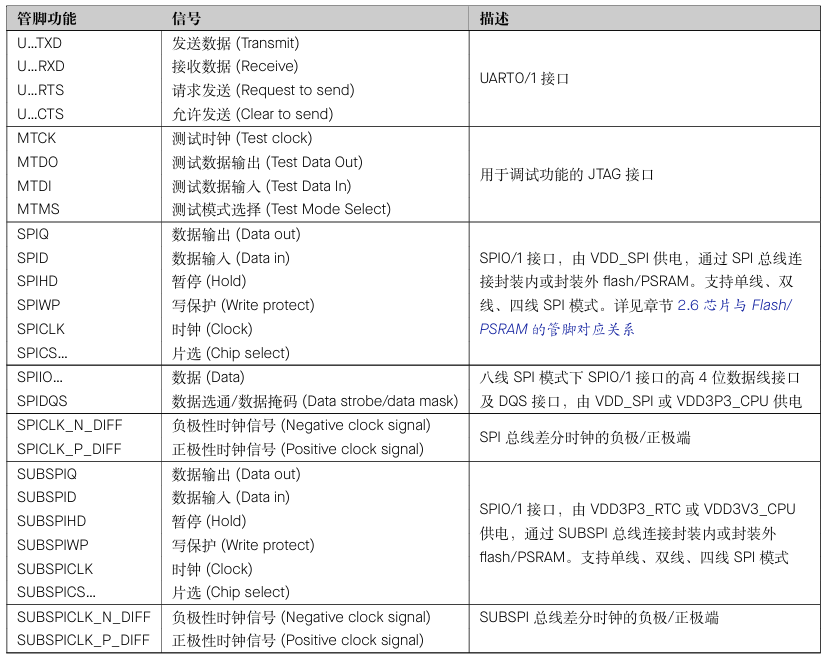 管脚功能 信号 描述
U...TXD 发送数据 (Transmit)
U...RXD 接收数据 (Receive)
U...RTS 请求发送 (Request to send)
U...CTS 允许发送 (Clear to send)
UART0/1 接口
MTCK 测试时钟 (Test clock)
MTDO 测试数据输出 (Test Data Out)
MTDI 测试数据输入 (Test Data In)
MTMS 测试模式选择 (Test Mode Select)
用于调试功能的 JTAG 接口
SPIQ 数据输出 (Data out)
SPID 数据输入 (Data in)
SPIHD 暂停 (Hold)
SPIWP 写保护 (Write protect)
SPICLK 时钟 (Clock)
SPICS... 片选 (Chip select)
SPI0/1 接口，由 VDD_SPI 供电，通过 SPI 总线连
接封装内或封装外 flash/PSRAM。支持单线、双
线、四线 SPI 模式。详见章节 2.6 芯片与 Flash/
PSRAM 的管脚对应关系
SPIIO... 数据 (Data)
SPIDQS 数据选通/数据掩码 (Data strobe/data mask)
八线 SPI 模式下 SPI0/1 接口的高 4 位数据线接口
及 DQS 接口，由 VDD_SPI 或 VDD3P3_CPU 供电
SPICLK_N_DIFF 负极性时钟信号 (Negative clock signal)
SPICLK_P_DIFF 正极性时钟信号 (Positive clock signal)
SPI 总线差分时钟的负极/正极端
SUBSPIQ 数据输出 (Data out)
SUBSPID 数据输入 (Data in)
SUBSPIHD 暂停 (Hold)
SUBSPIWP 写保护 (Write protect)
SUBSPICLK 时钟 (Clock)
SUBSPICS... 片选 (Chip select)
SPI0/1 接口，由 VDD3P3_RTC 或 VDD3V3_CPU
供电，通过 SUBSPI 总线连接封装内或封装外
flash/PSRAM。支持单线、双线、四线 SPI 模式
SUBSPICLK_N_DIFF 负极性时钟信号 (Negative clock signal)
SUBSPICLK_P_DIFF 正极性时钟信号 (Positive clock signal)
SUBSPI 总线差分时钟的负极/正极端